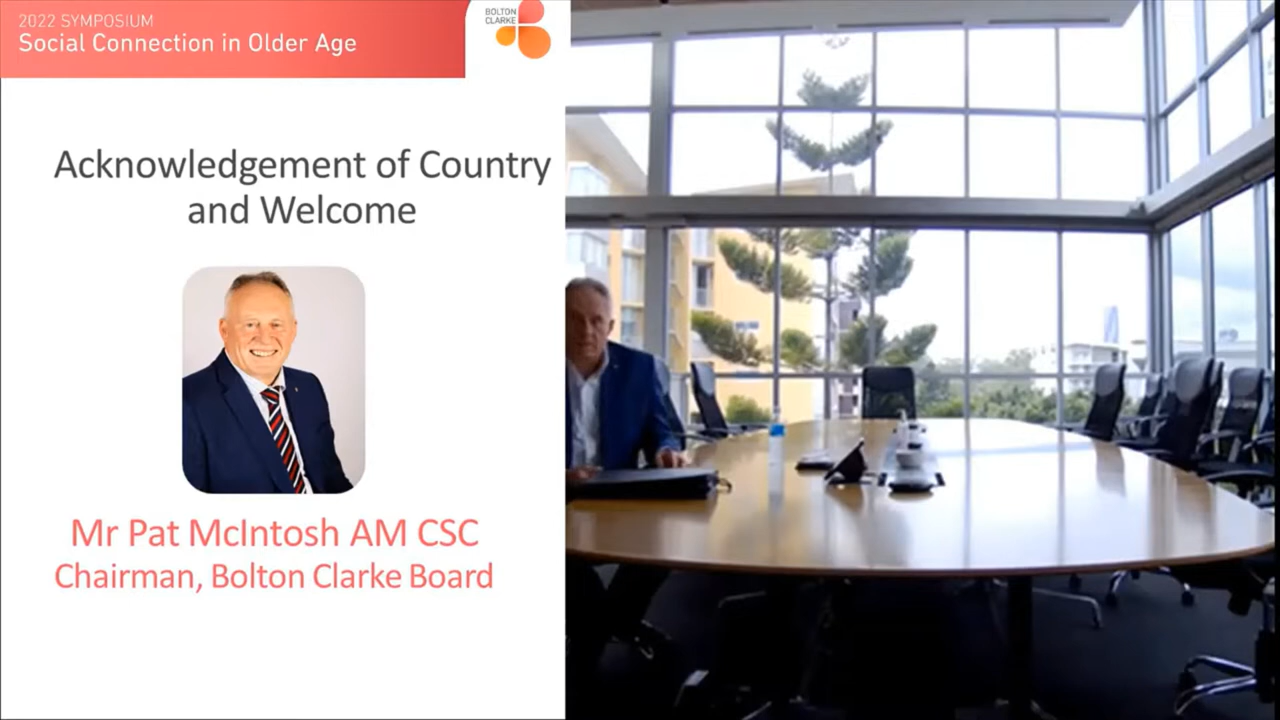 2022 SYMPOSIUM
Social Connection in Older Age
BOLTON
CLARKE
Acknowledgement of Country
and Welcome
Mr Pat McIntosh AM CSC
Chairman, Bolton Clarke Board